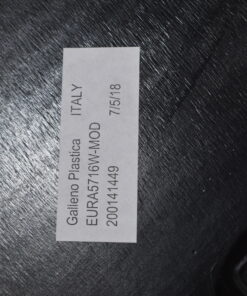 Galleno Plastica ITALY
EURA5716W-MOD 7/5/18
200141449